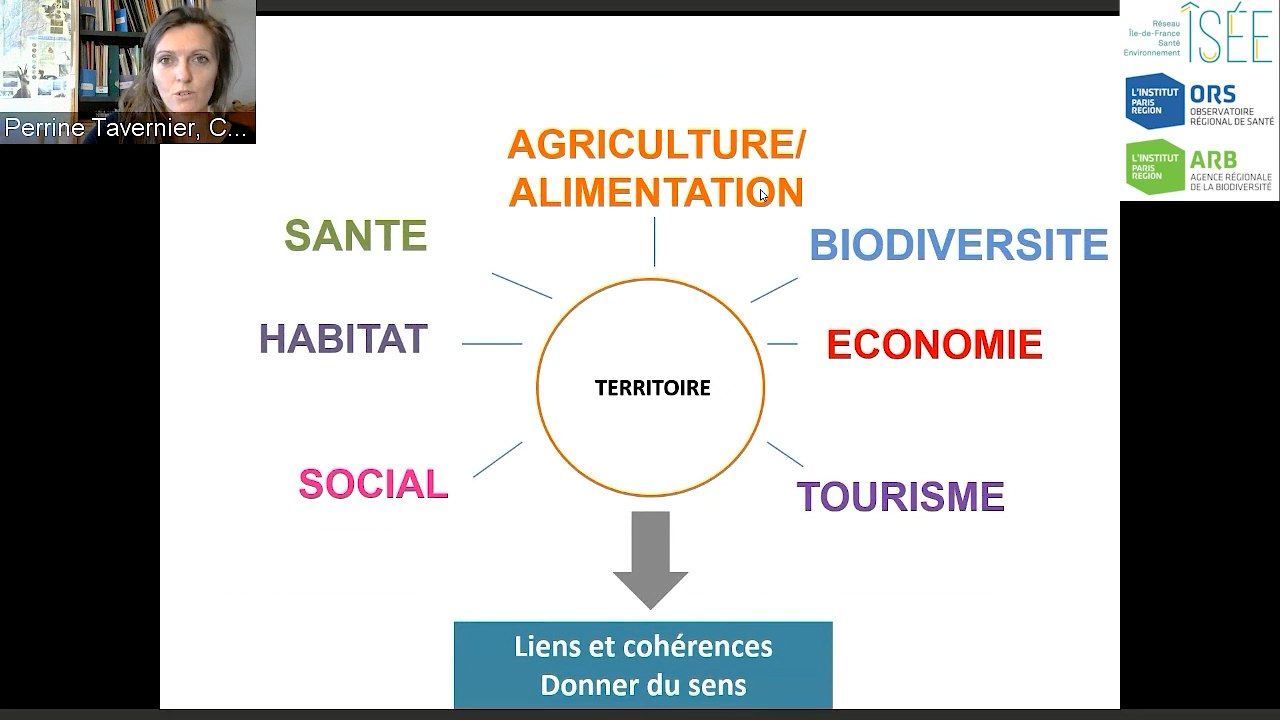 Perrine Tavernier, C...
Réseau
Île-de-France
Santé
Environnement
ÎSÉE
L'INSTITUT
PARIS
REGION
ORS
OBSERVATOIRE
RÉGIONAL DE SANTÉ
L'INSTITUT
PARIS
REGION
ARB
AGENCE RÉGIONALE
DE LA BIODIVERSITÉ
AGRICULTURE/
ALIMENTATION
SANTE
BIODIVERSITE
HABITAT
ECONOMIE
TERRITOIRE
SOCIAL
TOURISME
Liens et cohérences
Donner du sens